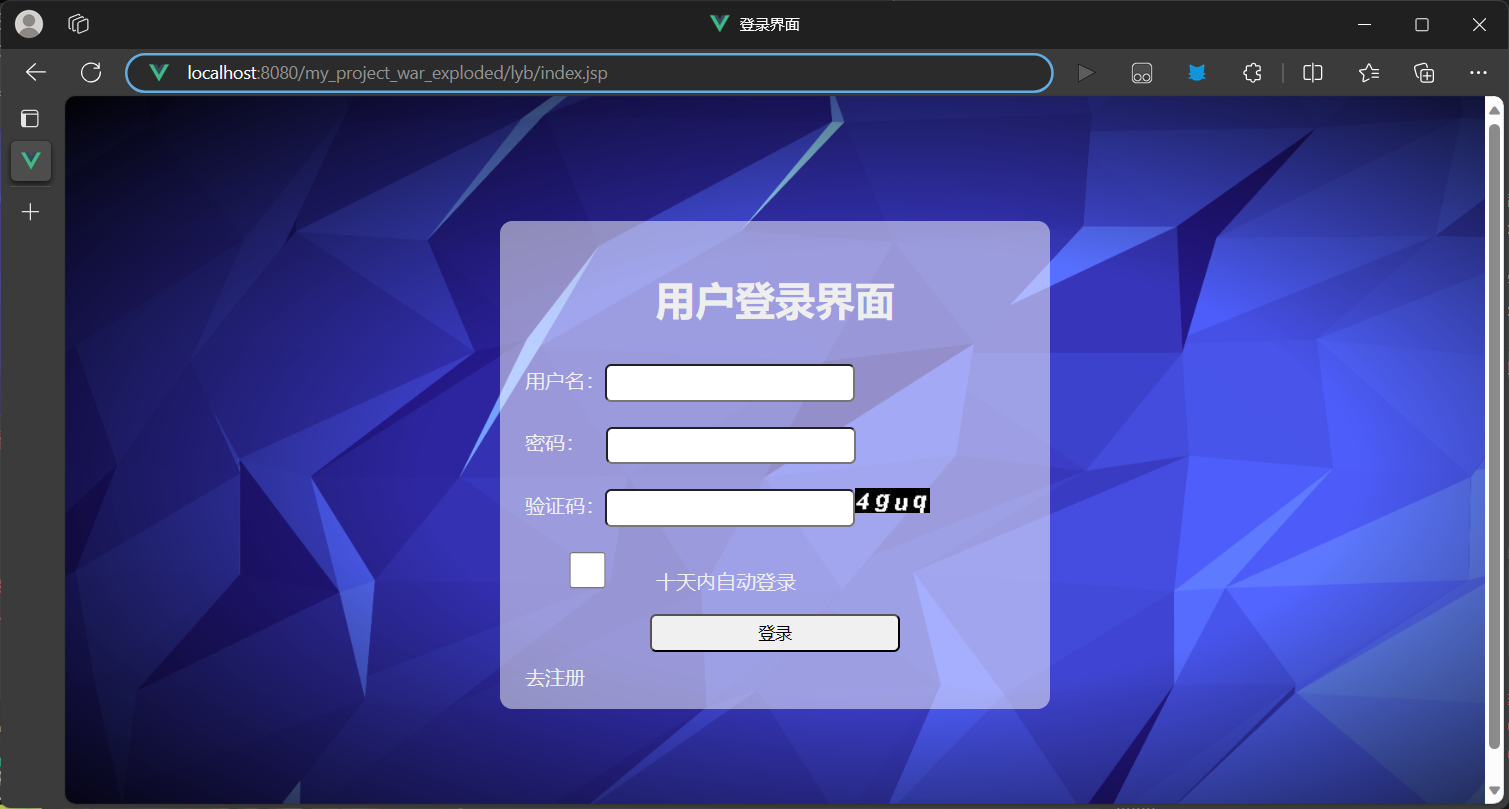 登录界面
localhost:8080/my_project_war_exploded/lyb/index.jsp
用户登录界面
用户名：
密码：
验证码：4guq
十天内自动登录
登录
去注册